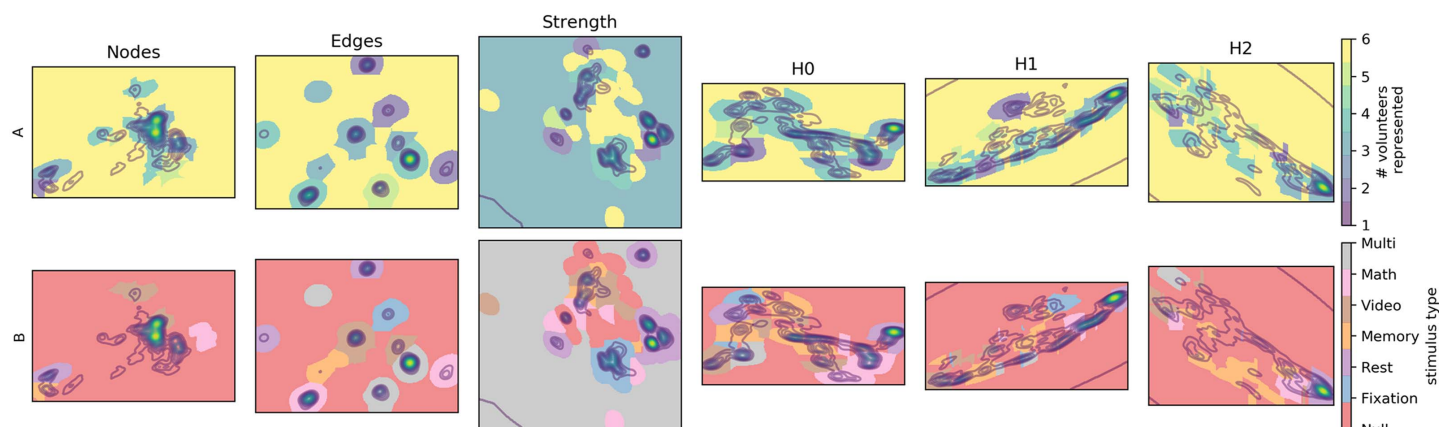 Nodes
Edges
Strength
H0
H1
H2
A
6
5
4
3
2
1
# volunteers
represented
B
Multi
Math
Video
Memory
Rest
Fixation
stimulus type